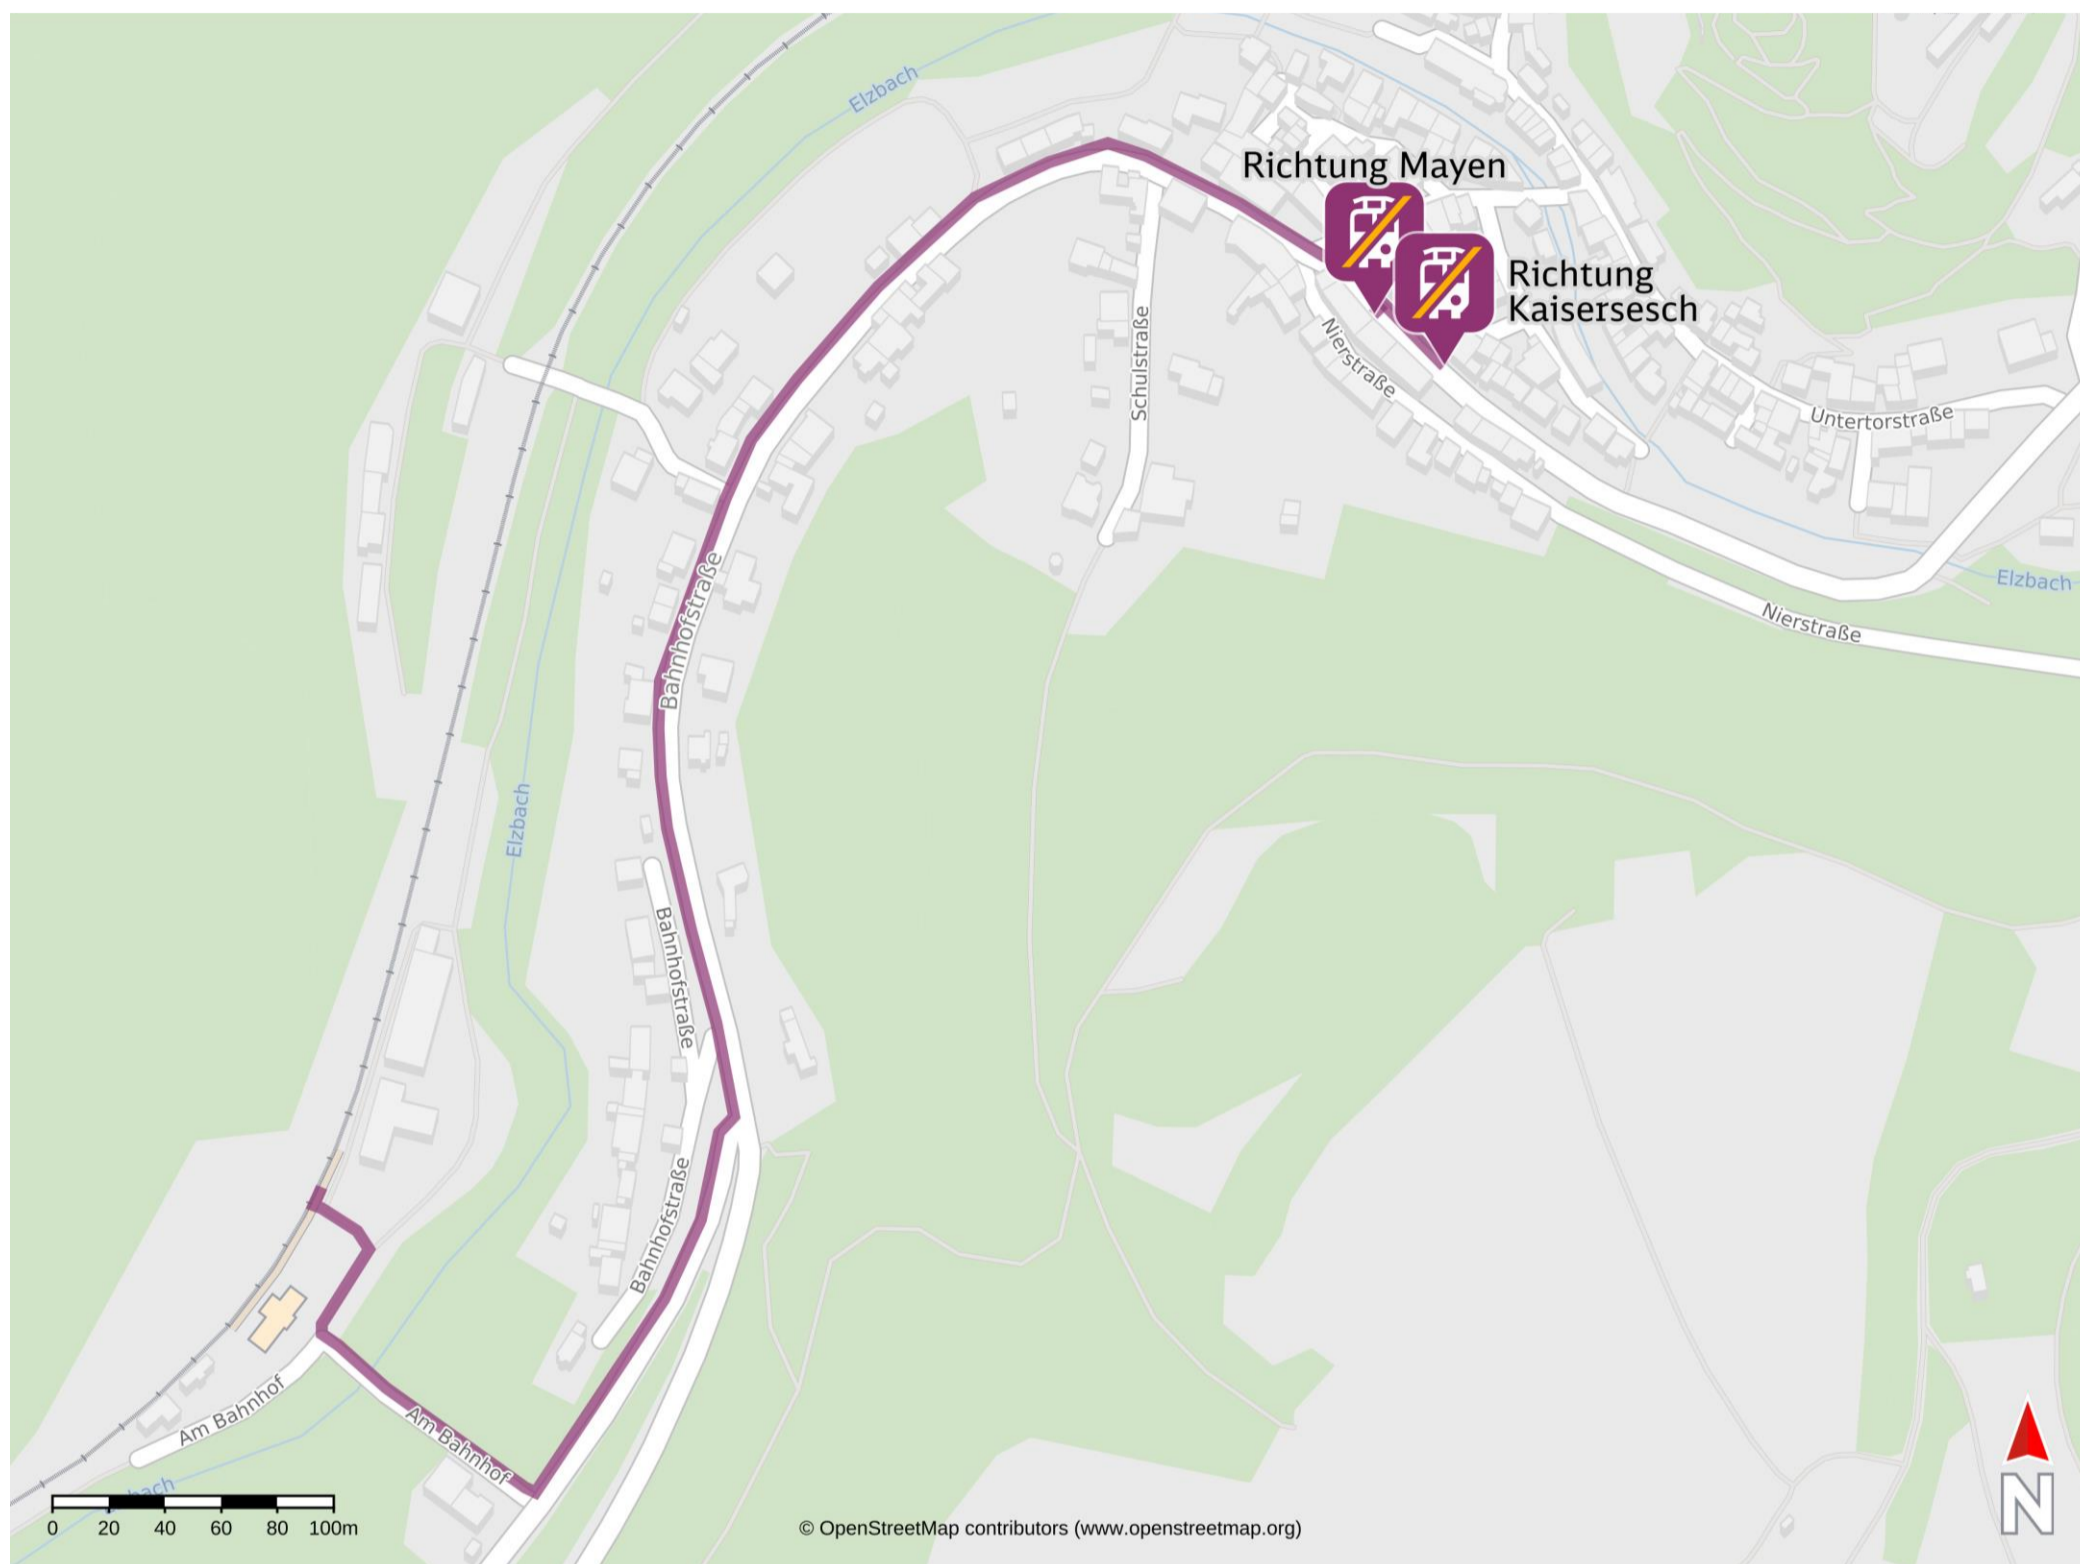 Elzbach
Richtung Mayen
Richtung
Kaisersesch
Schulstraße
Nierstraße
Untertorstraße
Elzbach
Nierstraße
Bahnhofstraße
Elzbach
Bahnhofstraße
Bahnhofstraße
Am Bahnhof
Am Bahnhof
bach
0 20 40 60 80 100m
© OpenStreetMap contributors (www.openstreetmap.org)
N